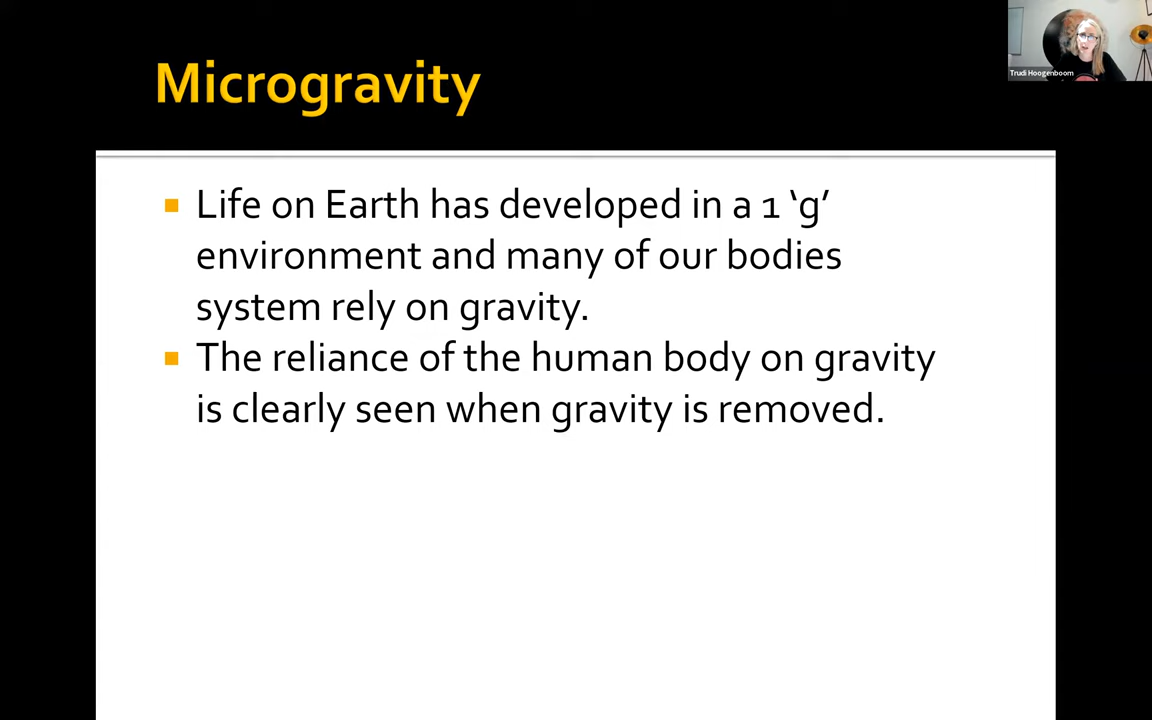 Microgravity
Trudi Hoogenboom
Life on Earth has developed in a 1 ‘g’
environment and many of our bodies
system rely on gravity.
The reliance of the human body on gravity
is clearly seen when gravity is removed.